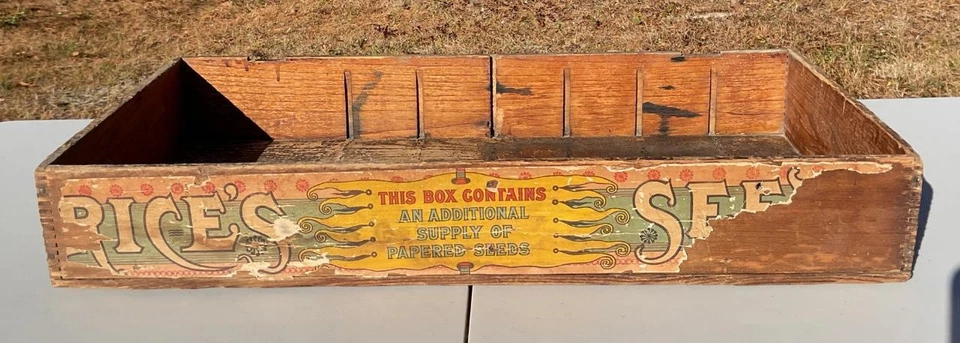 RICE'S
THIS BOX CONTAINS
AN ADDITIONAL
SUPPLY OF
PAPERED SEEDS
SEE